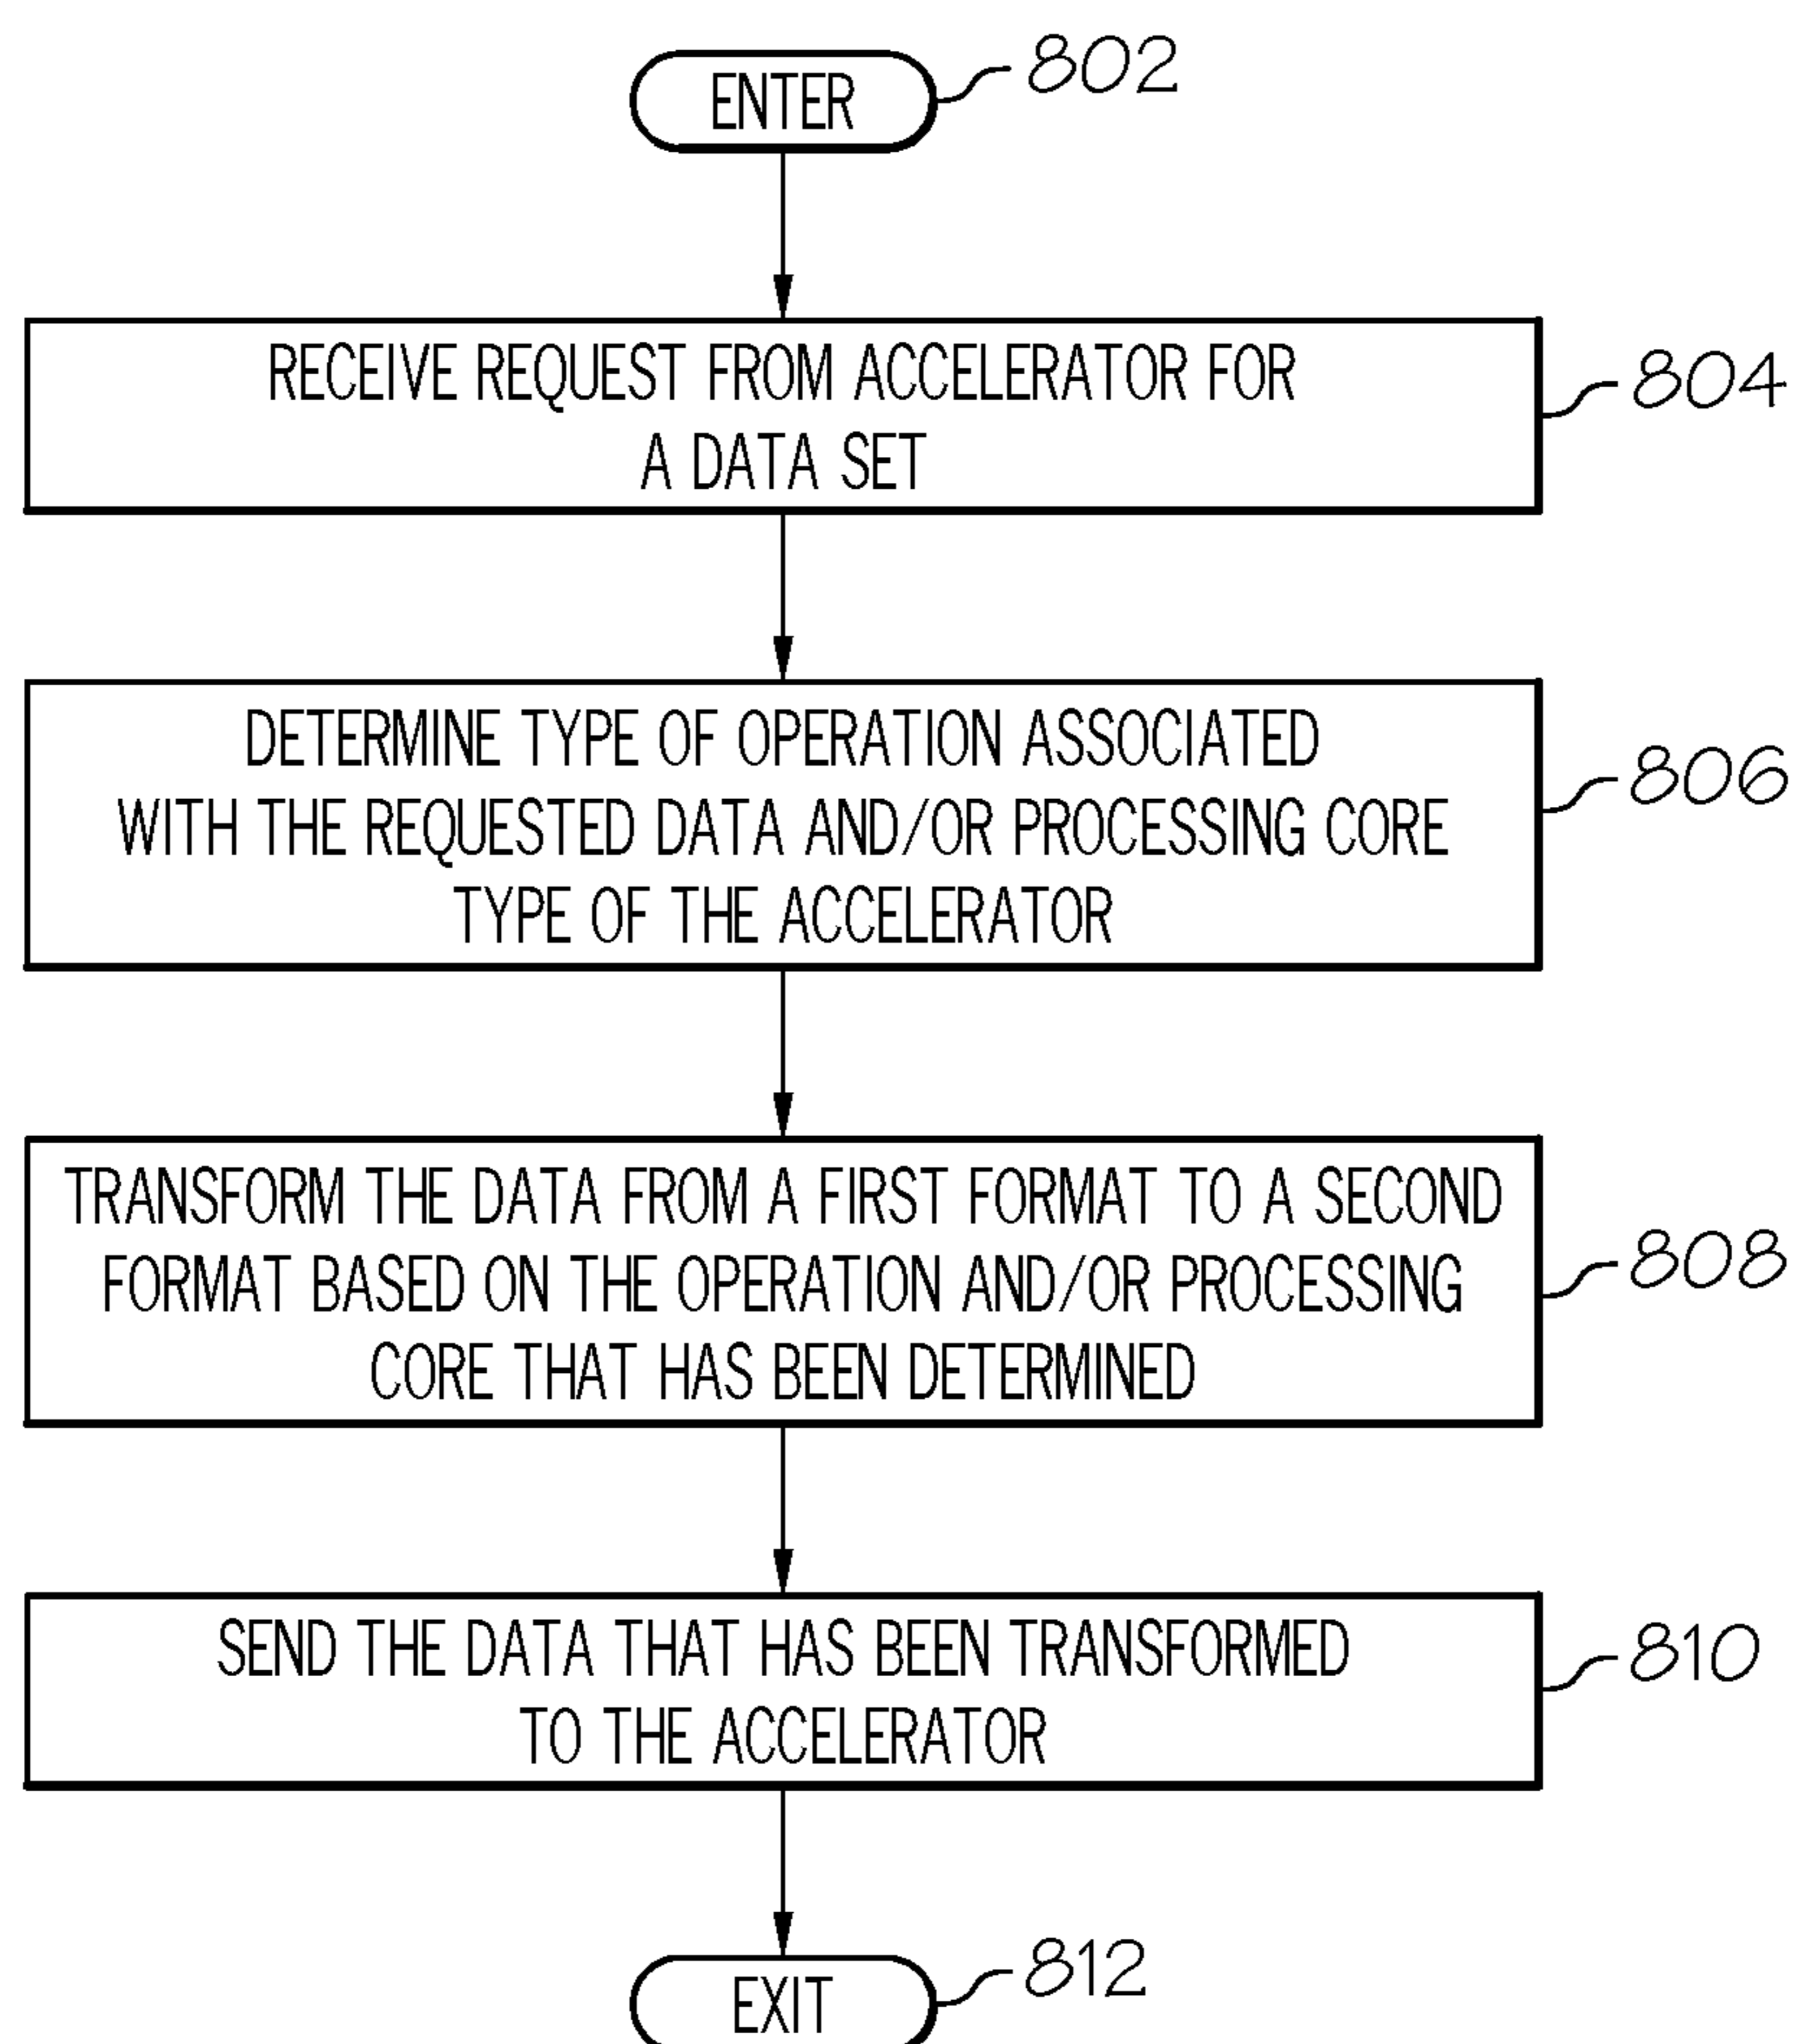 ENTER
802
RECEIVE REQUEST FROM ACCELERATOR FOR
A DATA SET
804
DETERMINE TYPE OF OPERATION ASSOCIATED
WITH THE REQUESTED DATA AND/OR PROCESSING CORE
TYPE OF THE ACCELERATOR
806
TRANSFORM THE DATA FROM A FIRST FORMAT TO A SECOND
FORMAT BASED ON THE OPERATION AND/OR PROCESSING
CORE THAT HAS BEEN DETERMINED
808
SEND THE DATA THAT HAS BEEN TRANSFORMED
TO THE ACCELERATOR
810
EXIT
812